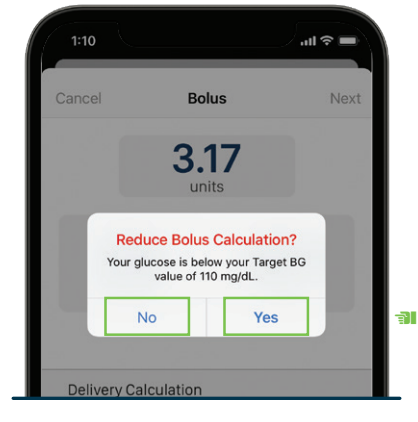 1:10
Cancel Bolus Next
3.17
units
Reduce Bolus Calculation?
Your glucose is below your Target BG
value of 110 mg/dL.
No Yes
Delivery Calculation